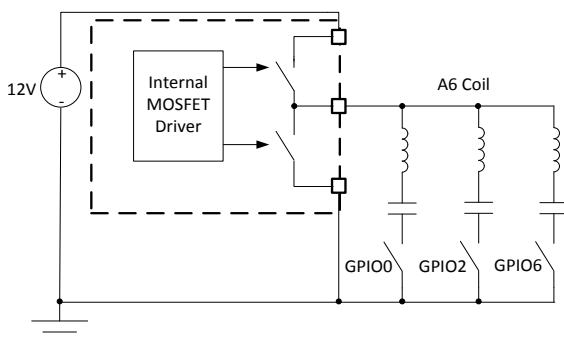 12V
+
-
Internal
MOSFET
Driver
A6 Coil
GPIO0
GPIO2
GPIO6